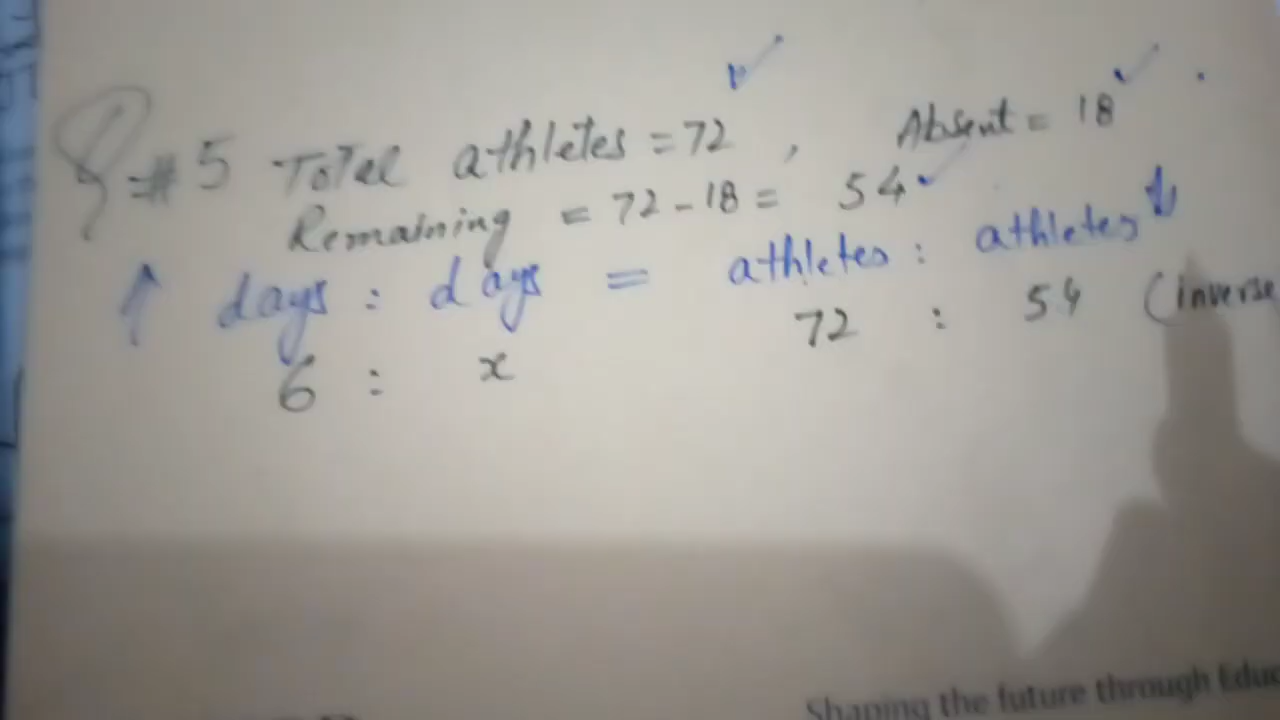 Q#5 Total athletes = 72 , Absent = 18
Remaining = 72 - 18 = 54
↑ days : days = athletes : athletes ↓
6 : x 72 : 54 (inverse
Shaping the future through Educ